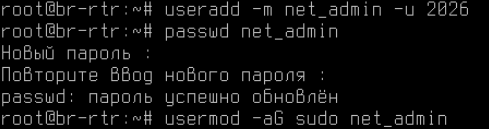 root@br-rtr:~# useradd -m net_admin -u 2026
root@br-rtr:~# passwd net_admin
Новый пароль :
Повторите ввод нового пароля :
passwd: пароль успешно обновлён
root@br-rtr:~# usermod -aG sudo net_admin